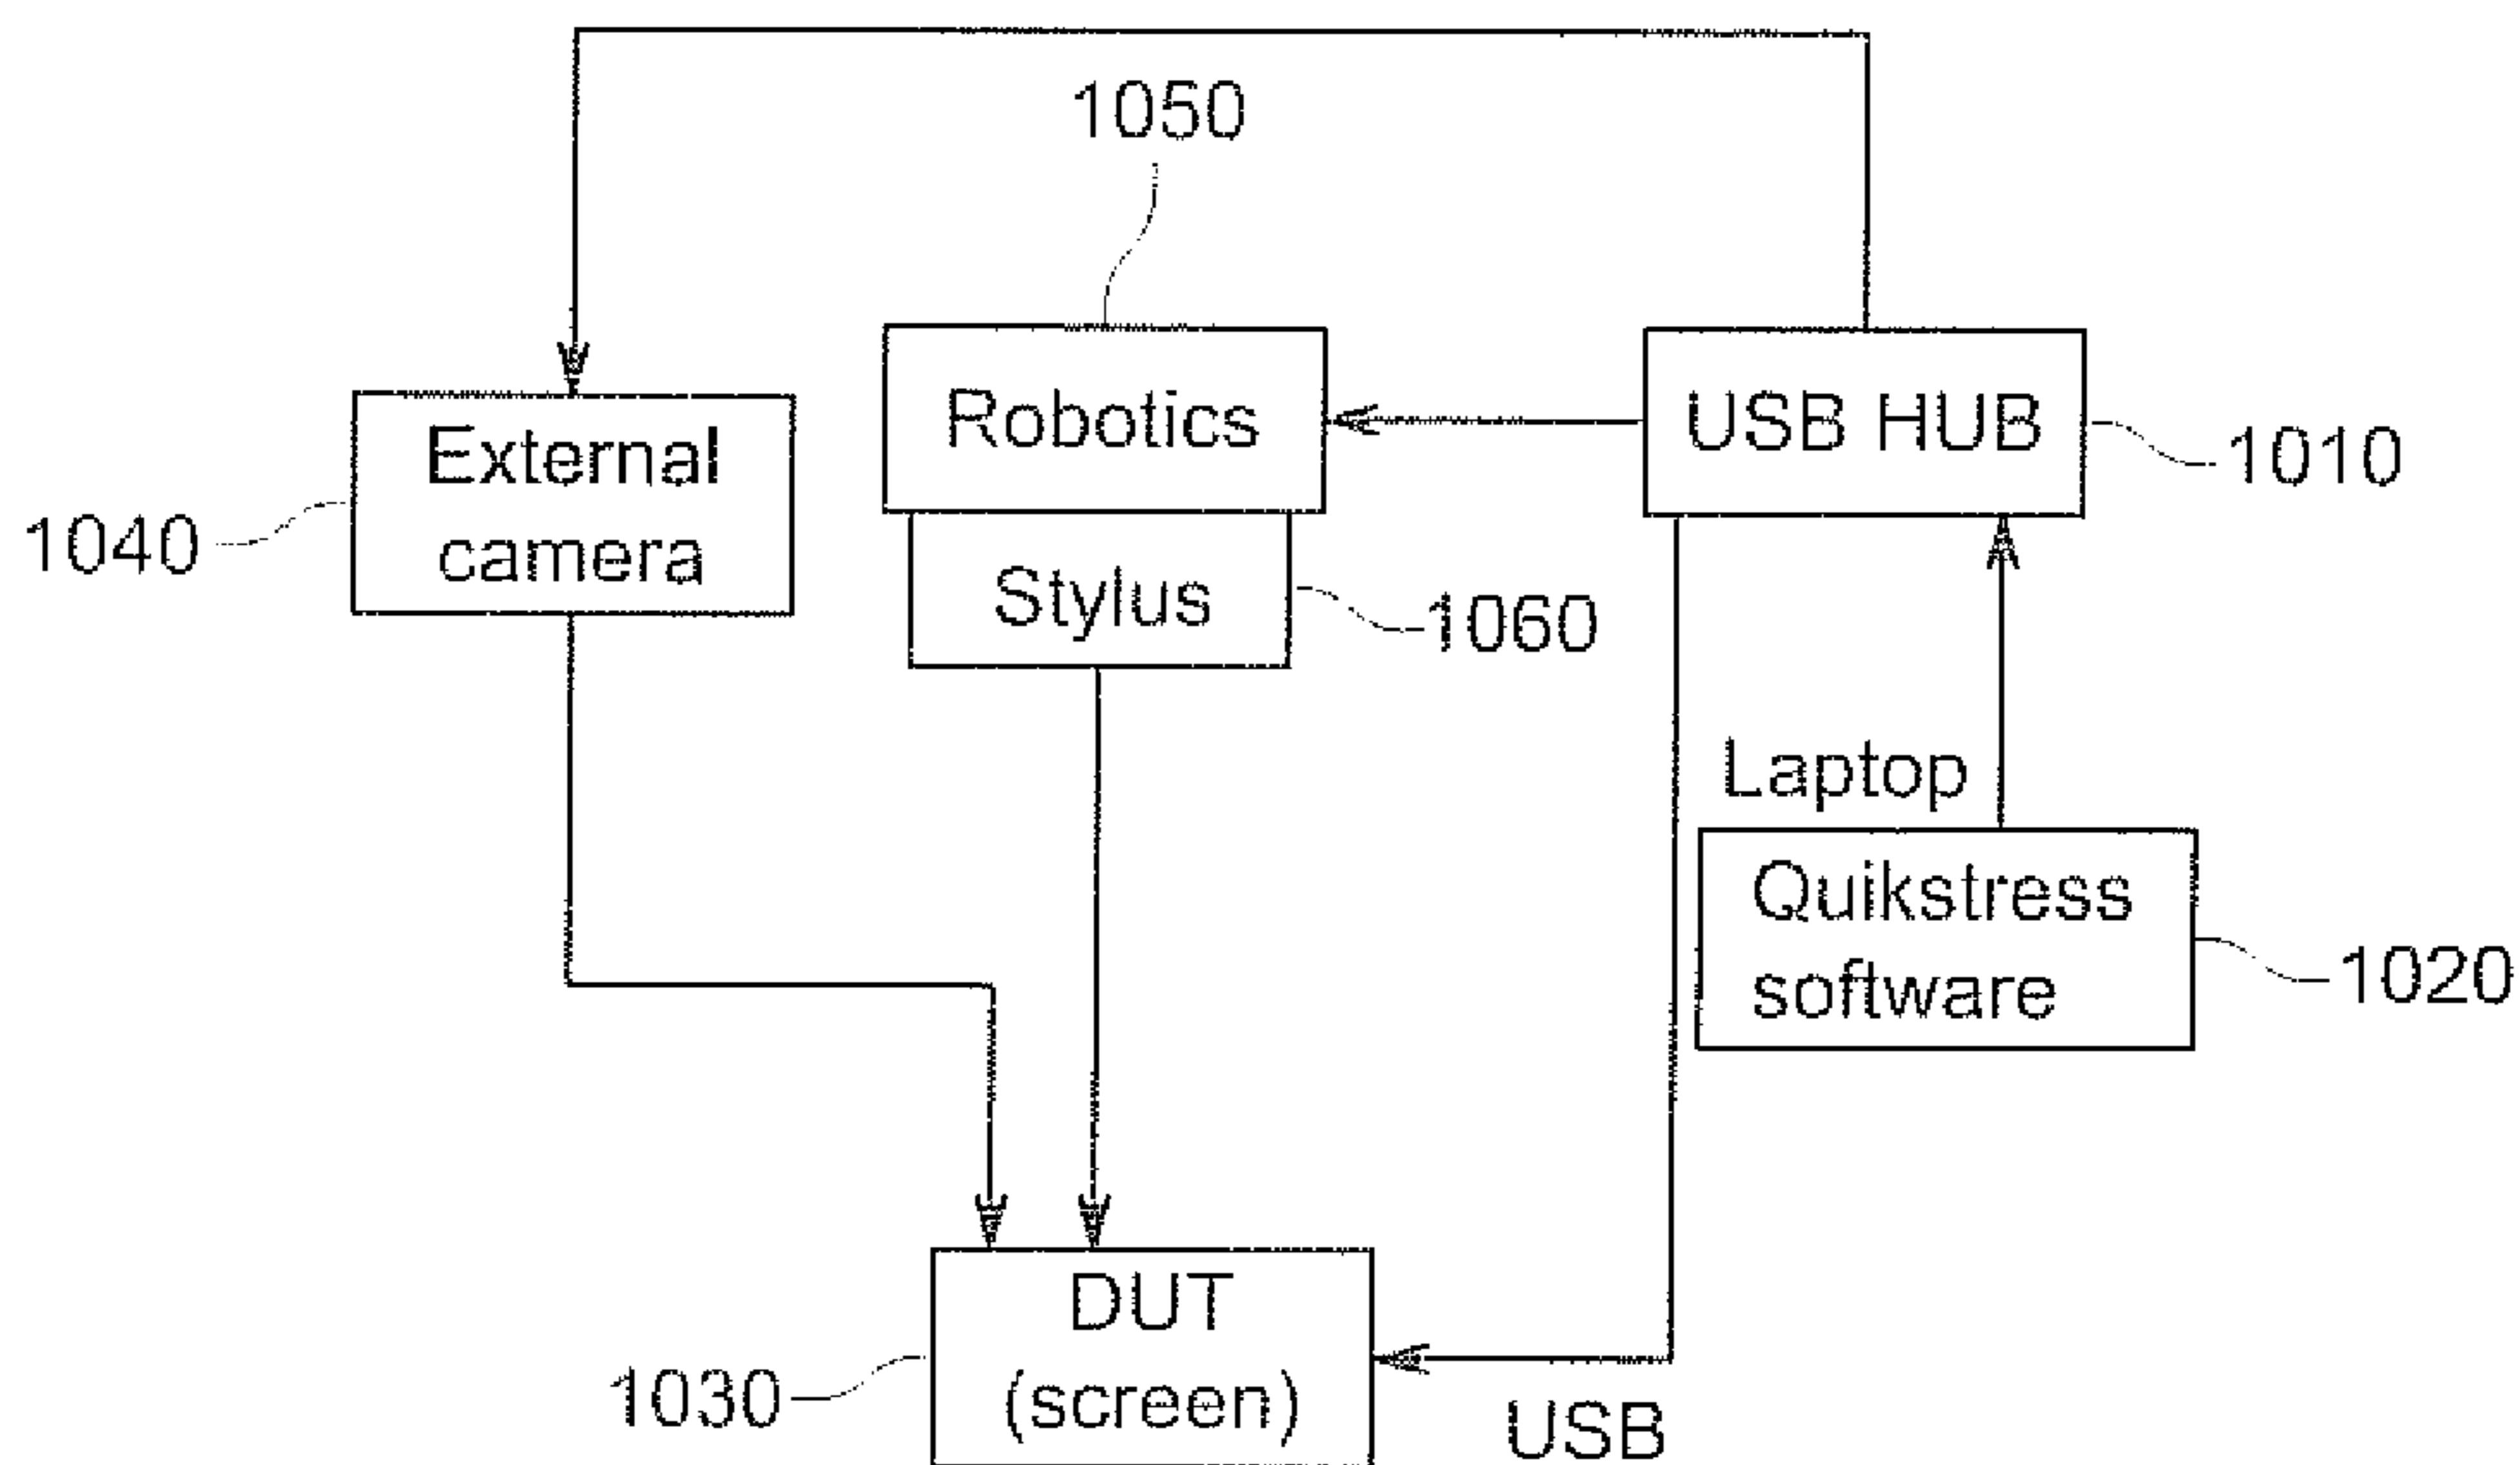 1050
Robotics
USB HUB
1010
External
camera
1040
Stylus
1060
Laptop
Quikstress
software
1020
DUT
(screen)
1030
USB